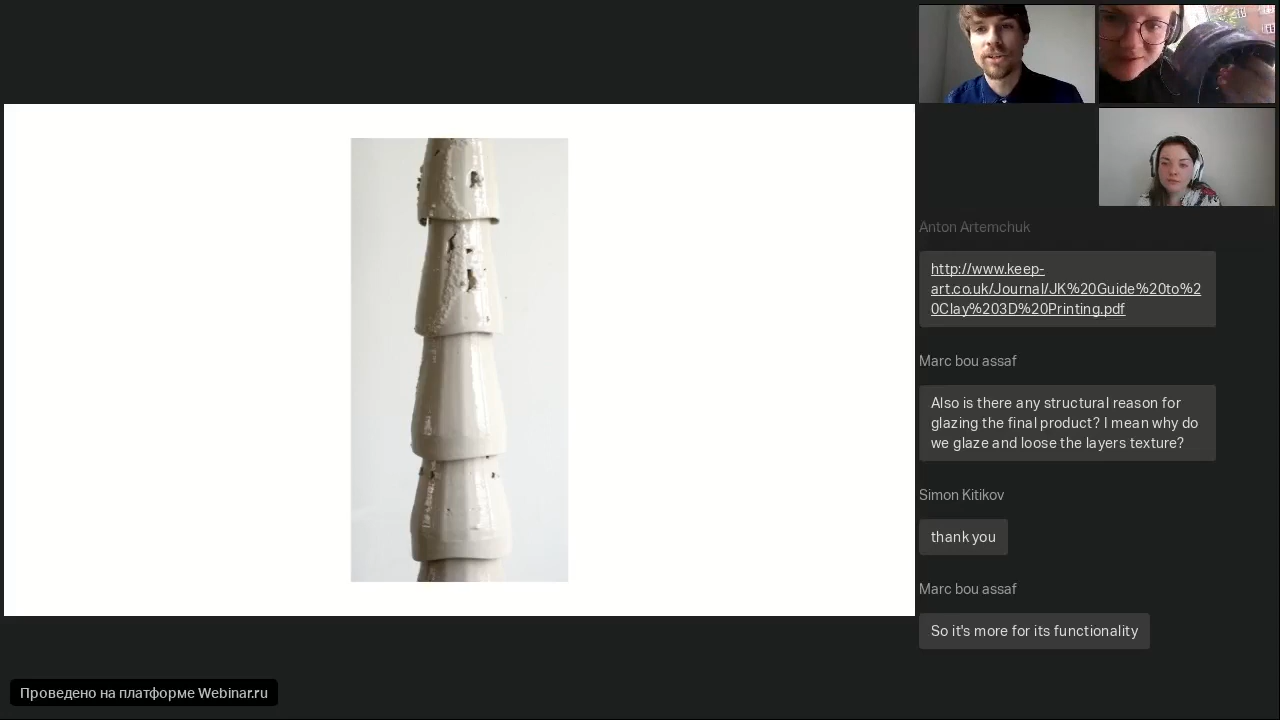 Anton Artemchuk
http://www.keep-
art.co.uk/Journal/JK%20Guide%20to%2
0Clay%203D%20Printing.pdf
Marc bou assaf
Also is there any structural reason for
glazing the final product? I mean why do
we glaze and loose the layers texture?
Simon Kitikov
thank you
Marc bou assaf
So it's more for its functionality
Проведено на платформе Webinar.ru